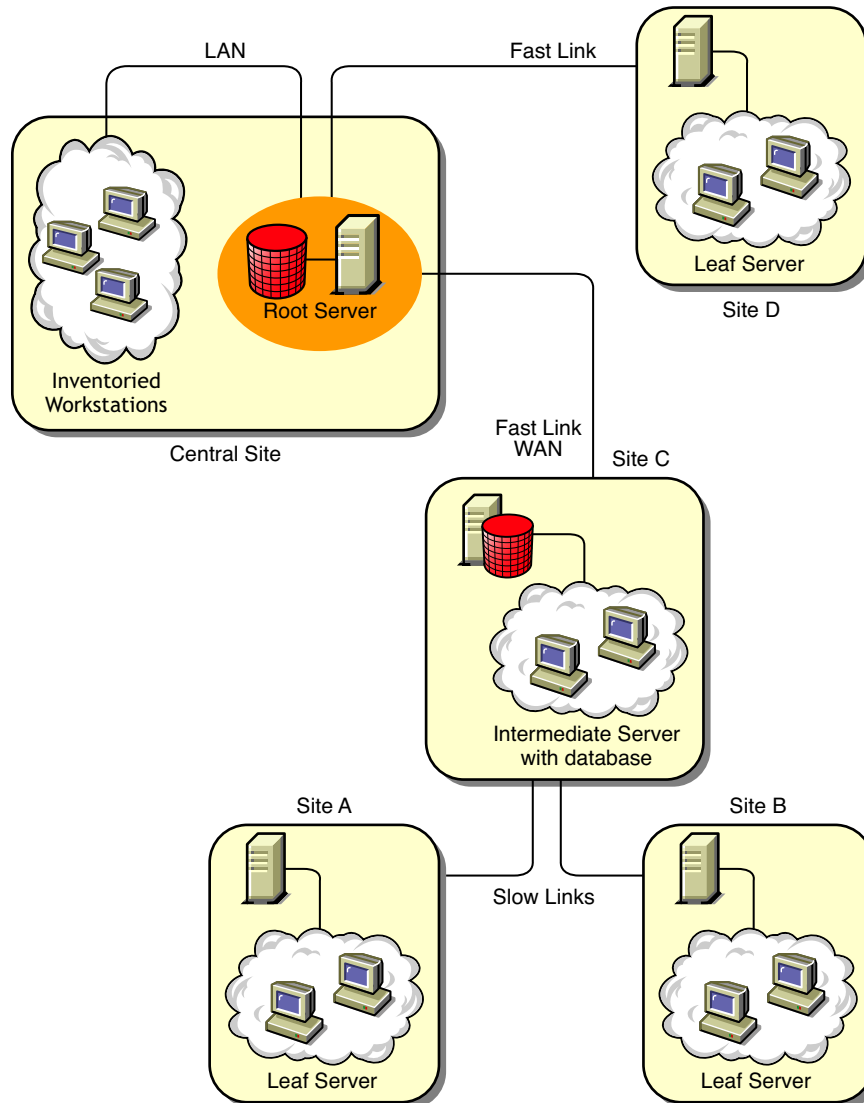 LAN
Fast Link
Root Server
Inventoried
Workstations
Central Site
Leaf Server
Site D
Fast Link
WAN
Site C
Intermediate Server
with database
Site A
Site B
Slow Links
Leaf Server
Leaf Server